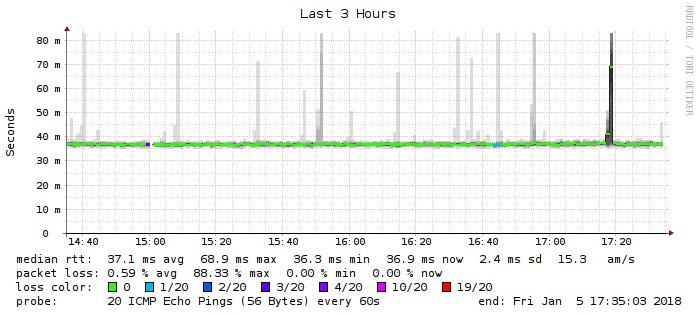 Last 3 Hours
RRDTOOL / TOBI OETIKER
Seconds
80 m
70 m
60 m
50 m
40 m
30 m
20 m
10 m
0
14:40 15:00 15:20 15:40 16:00 16:20 16:40 17:00 17:20
median rtt: 37.1 ms avg 68.9 ms max 36.3 ms min 36.9 ms now 2.4 ms sd 15.3 am/s
packet loss: 0.59 % avg 88.33 % max 0.00 % min 0.00 % now
loss color: 0 1/20 2/20 3/20 4/20 10/20 19/20
probe: 20 ICMP Echo Pings (56 Bytes) every 60s end: Fri Jan 5 17:35:03 2018